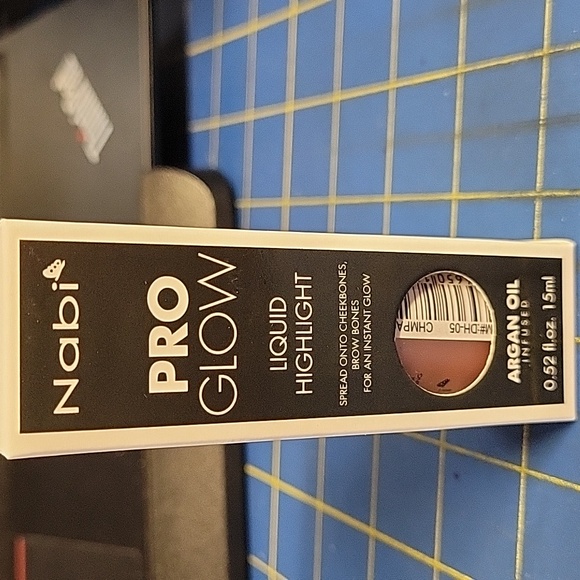 Nabi
PRO
GLOW
LIQUID
HIGHLIGHT
SPREAD ONTO CHEEKBONES,
BROW BONES
FOR AN INSTANT GLOW
M#:DH-05
CHMPA
ARGAN OIL
INFUSED
0.52 fl.oz. 15ml